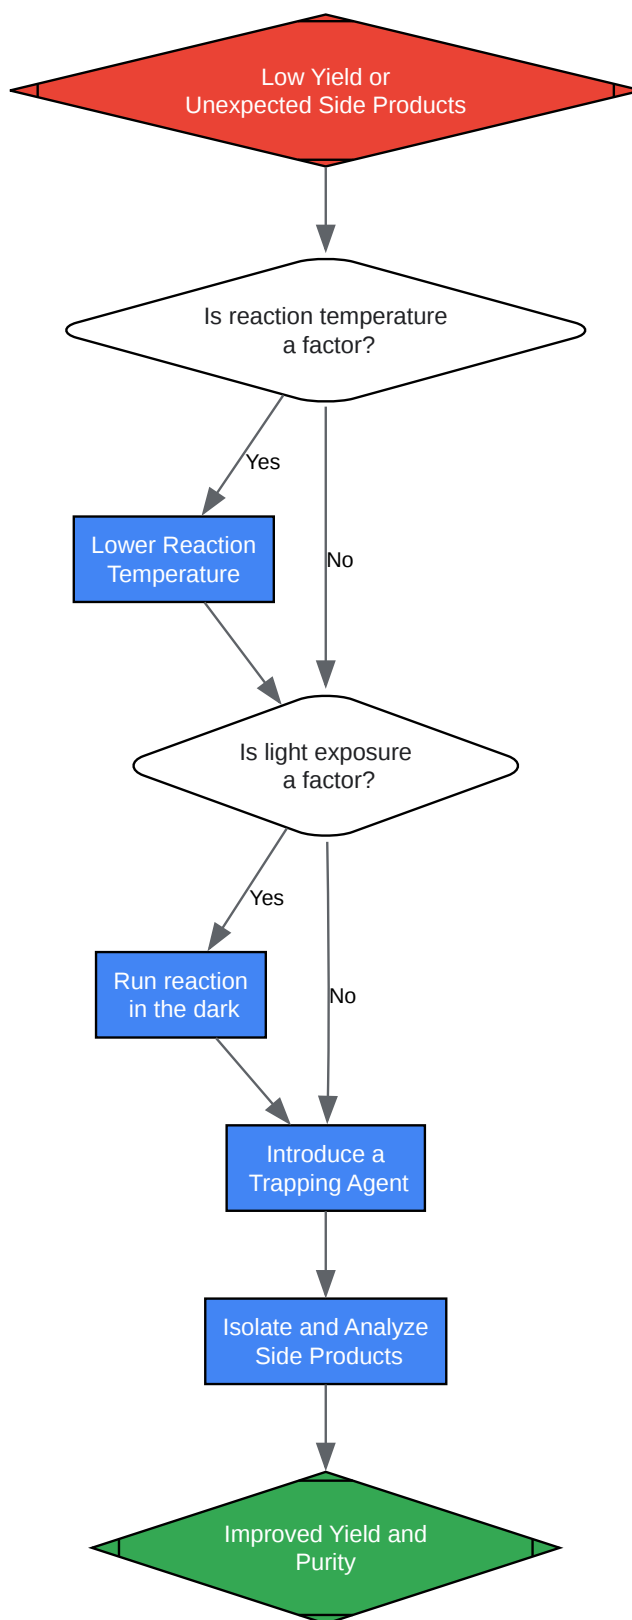 Low Yield or
Unexpected Side Products
Is reaction temperature
a factor?
Yes
Lower Reaction
Temperature
No
Is light exposure
a factor?
Yes
Run reaction
in the dark
No
Introduce a
Trapping Agent
Isolate and Analyze
Side Products
Improved Yield and
Purity